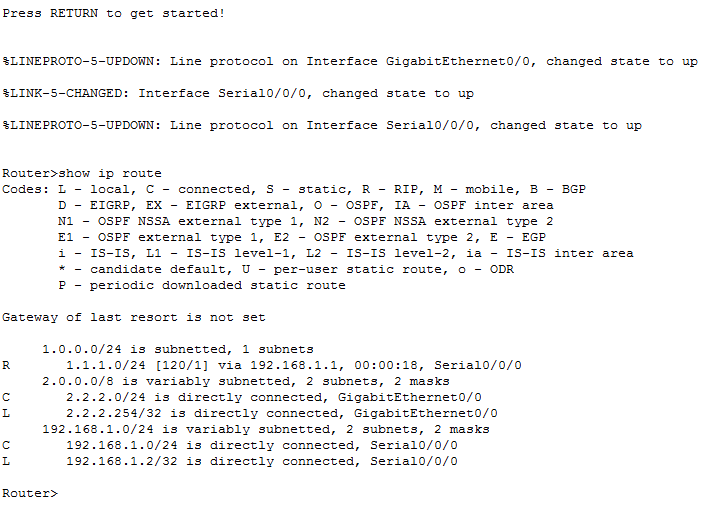 Press RETURN to get started!
%LINEPROTO-5-UPDOWN: Line protocol on Interface GigabitEthernet0/0, changed state to up
%LINK-5-CHANGED: Interface Serial0/0/0, changed state to up
%LINEPROTO-5-UPDOWN: Line protocol on Interface Serial0/0/0, changed state to up
Router>show ip route
Codes: L - local, C - connected, S - static, R - RIP, M - mobile, B - BGP
       D - EIGRP, EX - EIGRP external, O - OSPF, IA - OSPF inter area
       N1 - OSPF NSSA external type 1, N2 - OSPF NSSA external type 2
       E1 - OSPF external type 1, E2 - OSPF external type 2, E - EGP
       i - IS-IS, L1 - IS-IS level-1, L2 - IS-IS level-2, ia - IS-IS inter area
       * - candidate default, U - per-user static route, o - ODR
       P - periodic downloaded static route
Gateway of last resort is not set
     1.0.0.0/24 is subnetted, 1 subnets
R       1.1.1.0/24 [120/1] via 192.168.1.1, 00:00:18, Serial0/0/0
     2.0.0.0/8 is variably subnetted, 2 subnets, 2 masks
C       2.2.2.0/24 is directly connected, GigabitEthernet0/0
L       2.2.2.254/32 is directly connected, GigabitEthernet0/0
     192.168.1.0/24 is variably subnetted, 2 subnets, 2 masks
C       192.168.1.0/24 is directly connected, Serial0/0/0
L       192.168.1.2/32 is directly connected, Serial0/0/0
Router>